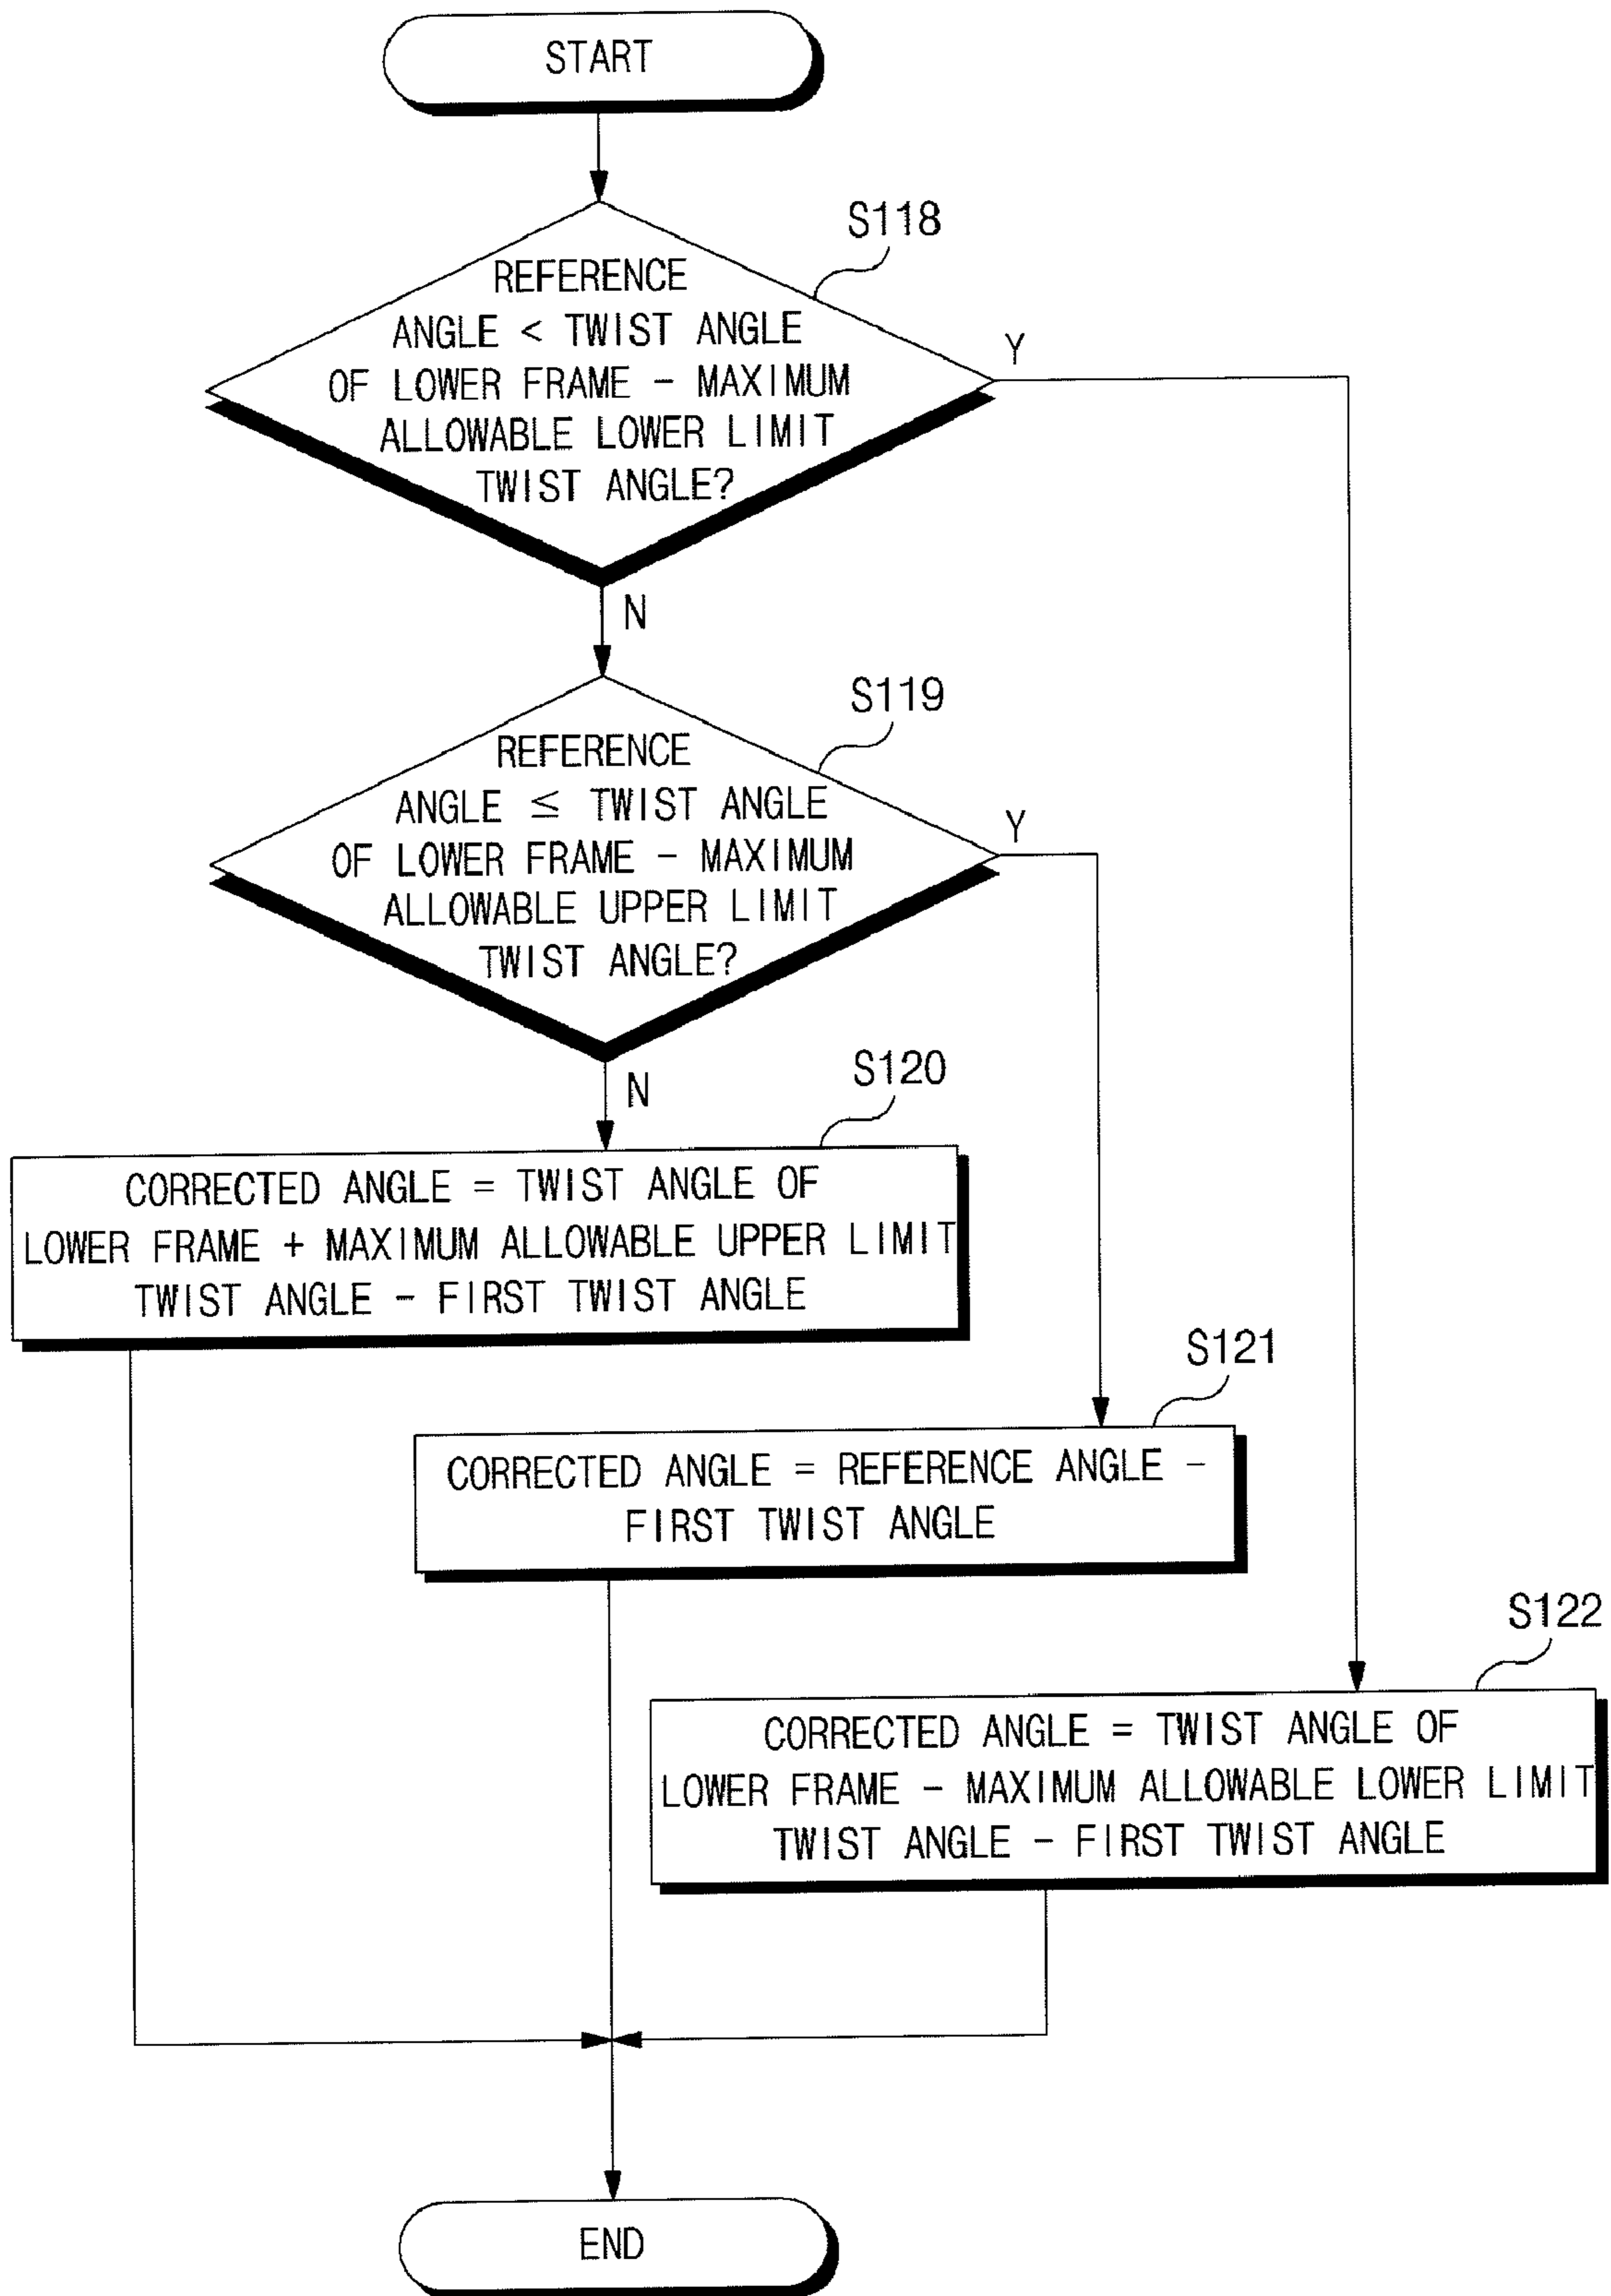 START
S118
REFERENCE
ANGLE < TWIST ANGLE
OF LOWER FRAME - MAXIMUM
ALLOWABLE LOWER LIMIT
TWIST ANGLE?
Y
N
S119
REFERENCE
ANGLE ≤ TWIST ANGLE
OF LOWER FRAME - MAXIMUM
ALLOWABLE UPPER LIMIT
TWIST ANGLE?
Y
N
S120
CORRECTED ANGLE = TWIST ANGLE OF
LOWER FRAME + MAXIMUM ALLOWABLE UPPER LIMIT
TWIST ANGLE - FIRST TWIST ANGLE
S121
CORRECTED ANGLE = REFERENCE ANGLE -
FIRST TWIST ANGLE
S122
CORRECTED ANGLE = TWIST ANGLE OF
LOWER FRAME - MAXIMUM ALLOWABLE LOWER LIMIT
TWIST ANGLE - FIRST TWIST ANGLE
END